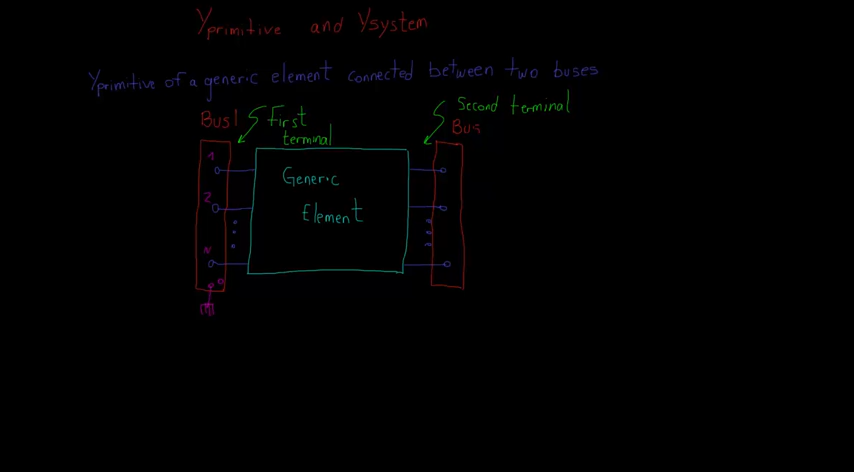 Yprimitive and Ysystem
Yprimitive of a generic element connected between two buses
Bus1
First
terminal
Second terminal
Bus
1
2
N
0
Generic
Element